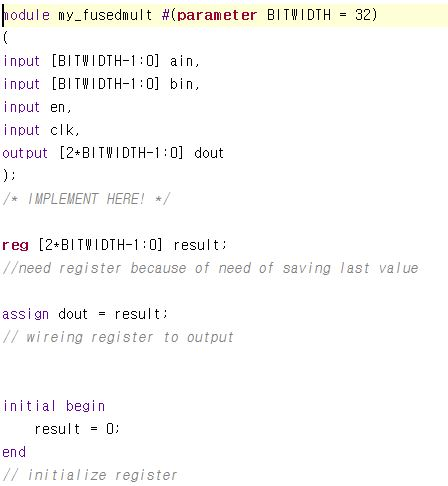 module my_fusedmult #(parameter BITWIDTH = 32)
(
input [BITWIDTH-1:0] ain,
input [BITWIDTH-1:0] bin,
input en,
input clk,
output [2*BITWIDTH-1:0] dout
);
/* IMPLEMENT HERE! */
reg [2*BITWIDTH-1:0] result;
//need register because of need of saving last value
assign dout = result;
// wireing register to output
initial begin
result = 0;
end
// initialize register